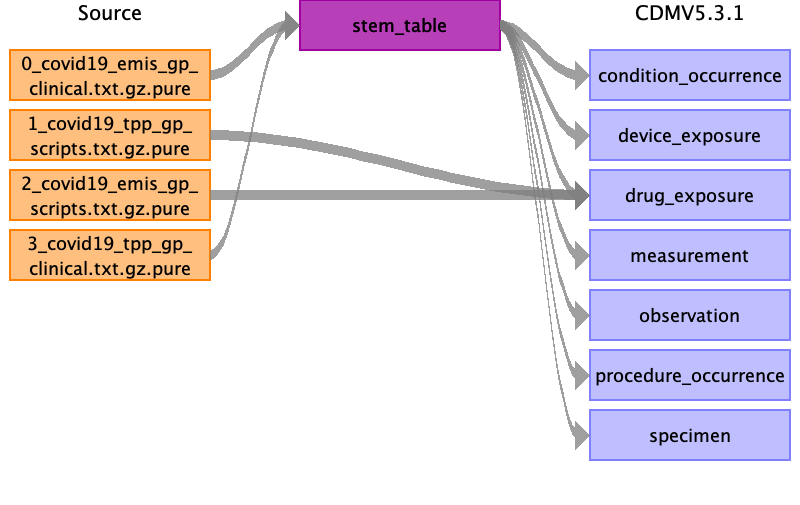 Source
stem_table
CDMV5.3.1
0_covid19_emis_gp_
clinical.txt.gz.pure
1_covid19_tpp_gp_
scripts.txt.gz.pure
2_covid19_emis_gp_
scripts.txt.gz.pure
3_covid19_tpp_gp_
clinical.txt.gz.pure
condition_occurrence
device_exposure
drug_exposure
measurement
observation
procedure_occurrence
specimen